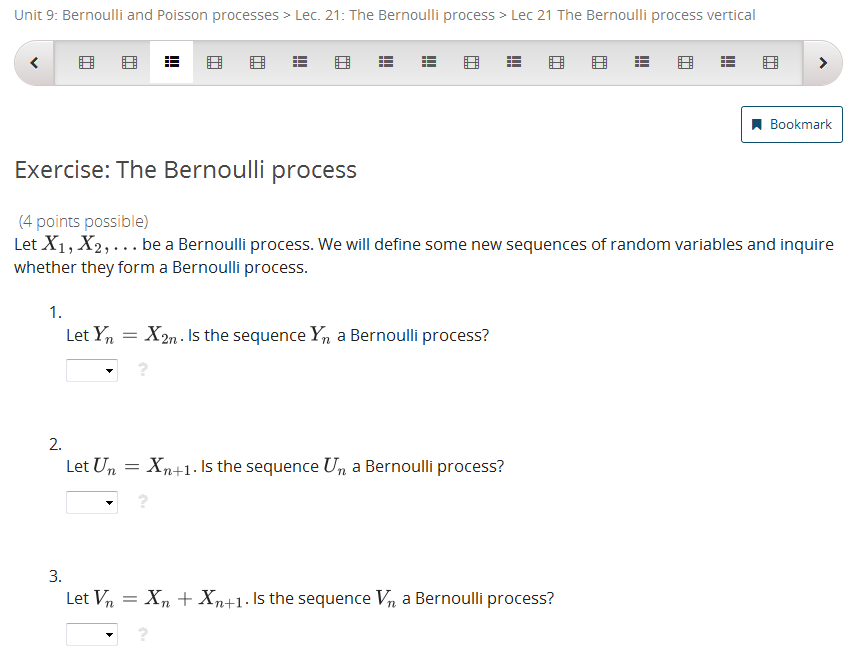 Unit 9: Bernoulli and Poisson processes > Lec. 21: The Bernoulli process > Lec 21 The Bernoulli process vertical
Bookmark
Exercise: The Bernoulli process
(4 points possible)
Let X₁, X₂, . . . be a Bernoulli process. We will define some new sequences of random variables and inquire
whether they form a Bernoulli process.
1.
Let Yₙ = X₂ₙ. Is the sequence Yₙ a Bernoulli process?
?
2.
Let Uₙ = Xₙ₊₁. Is the sequence Uₙ a Bernoulli process?
?
3.
Let Vₙ = Xₙ + Xₙ₊₁. Is the sequence Vₙ a Bernoulli process?
?